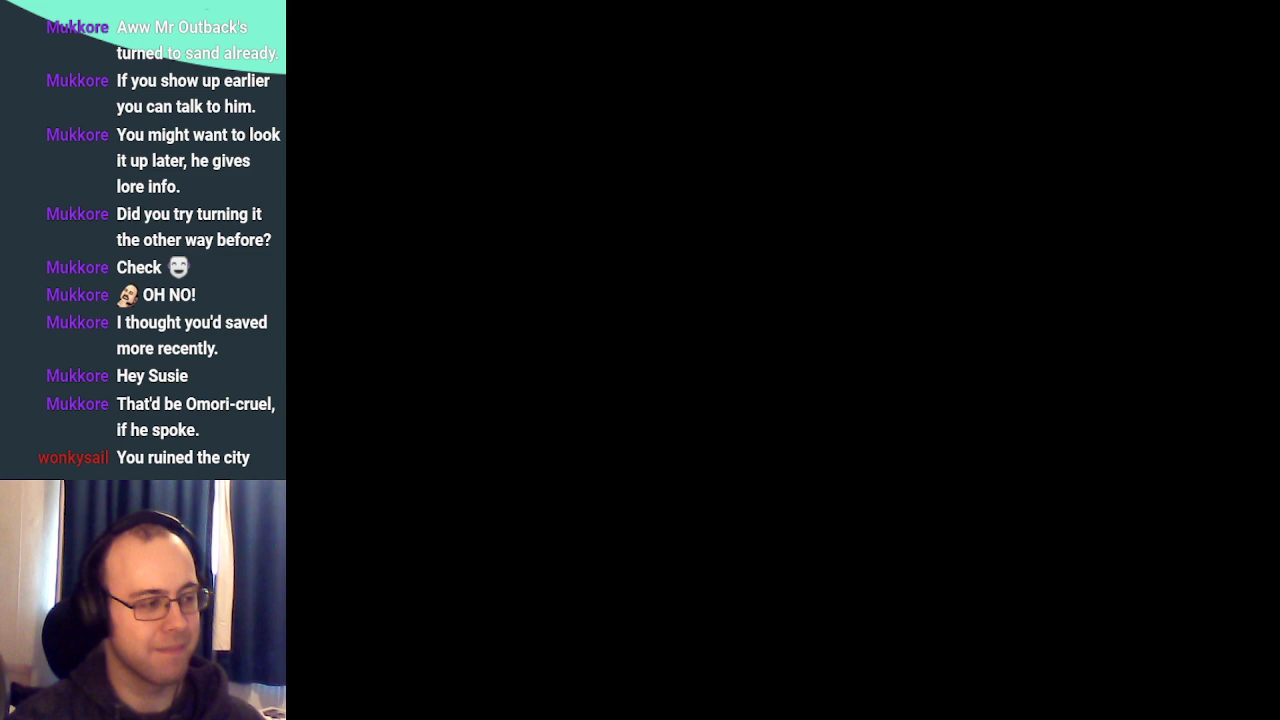 Mukkore Aww Mr Outback's
turned to sand already.
Mukkore If you show up earlier
you can talk to him.
Mukkore You might want to look
it up later, he gives
lore info.
Mukkore Did you try turning it
the other way before?
Mukkore Check
Mukkore OH NO!
Mukkore I thought you'd saved
more recently.
Mukkore Hey Susie
Mukkore That'd be Omori-cruel,
if he spoke.
wonkysail You ruined the city